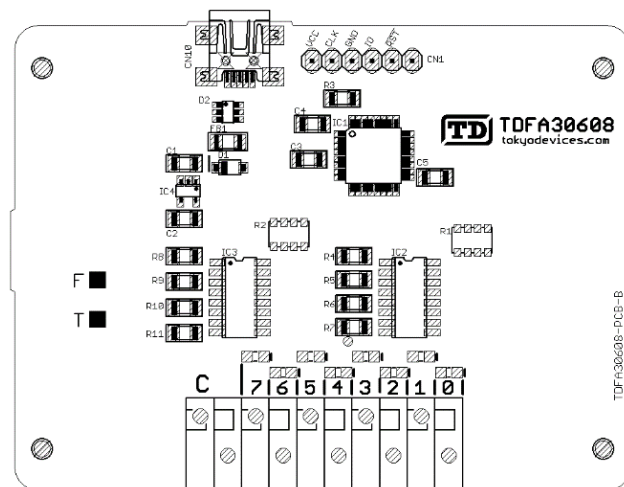 VCC CLK GND IO RST
CN10
CN1
D2
R3
C4
IC1
TD TDFA30608
tokyodevices.com
FB1
C1
D1
C3
C5
IC4
C2
R2
R1
R8
IC3
R4
IC2
F
R9
R5
R10
R6
T
R11
R7
TDFA30608-PCB-B
C 7 6 5 4 3 2 1 0